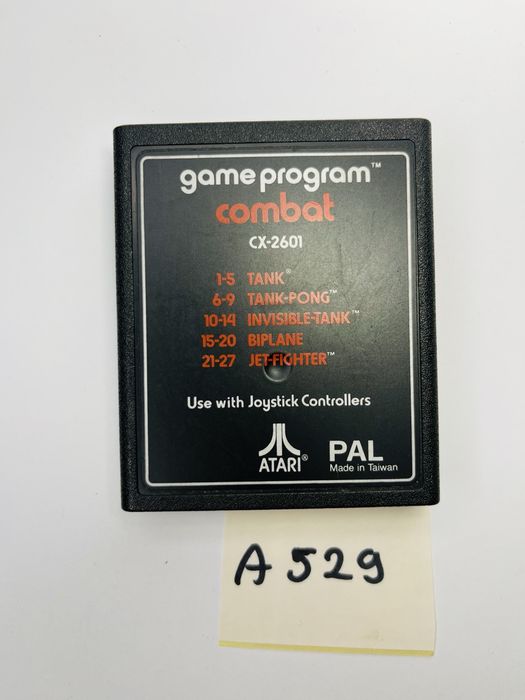 game program™
combat
CX-2601
1-5 TANK®
6-9 TANK-PONG™
10-14 INVISIBLE-TANK™
15-20 BIPLANE
21-27 JET-FIGHTER™
Use with Joystick Controllers
ATARI® PAL
Made in Taiwan
A 529